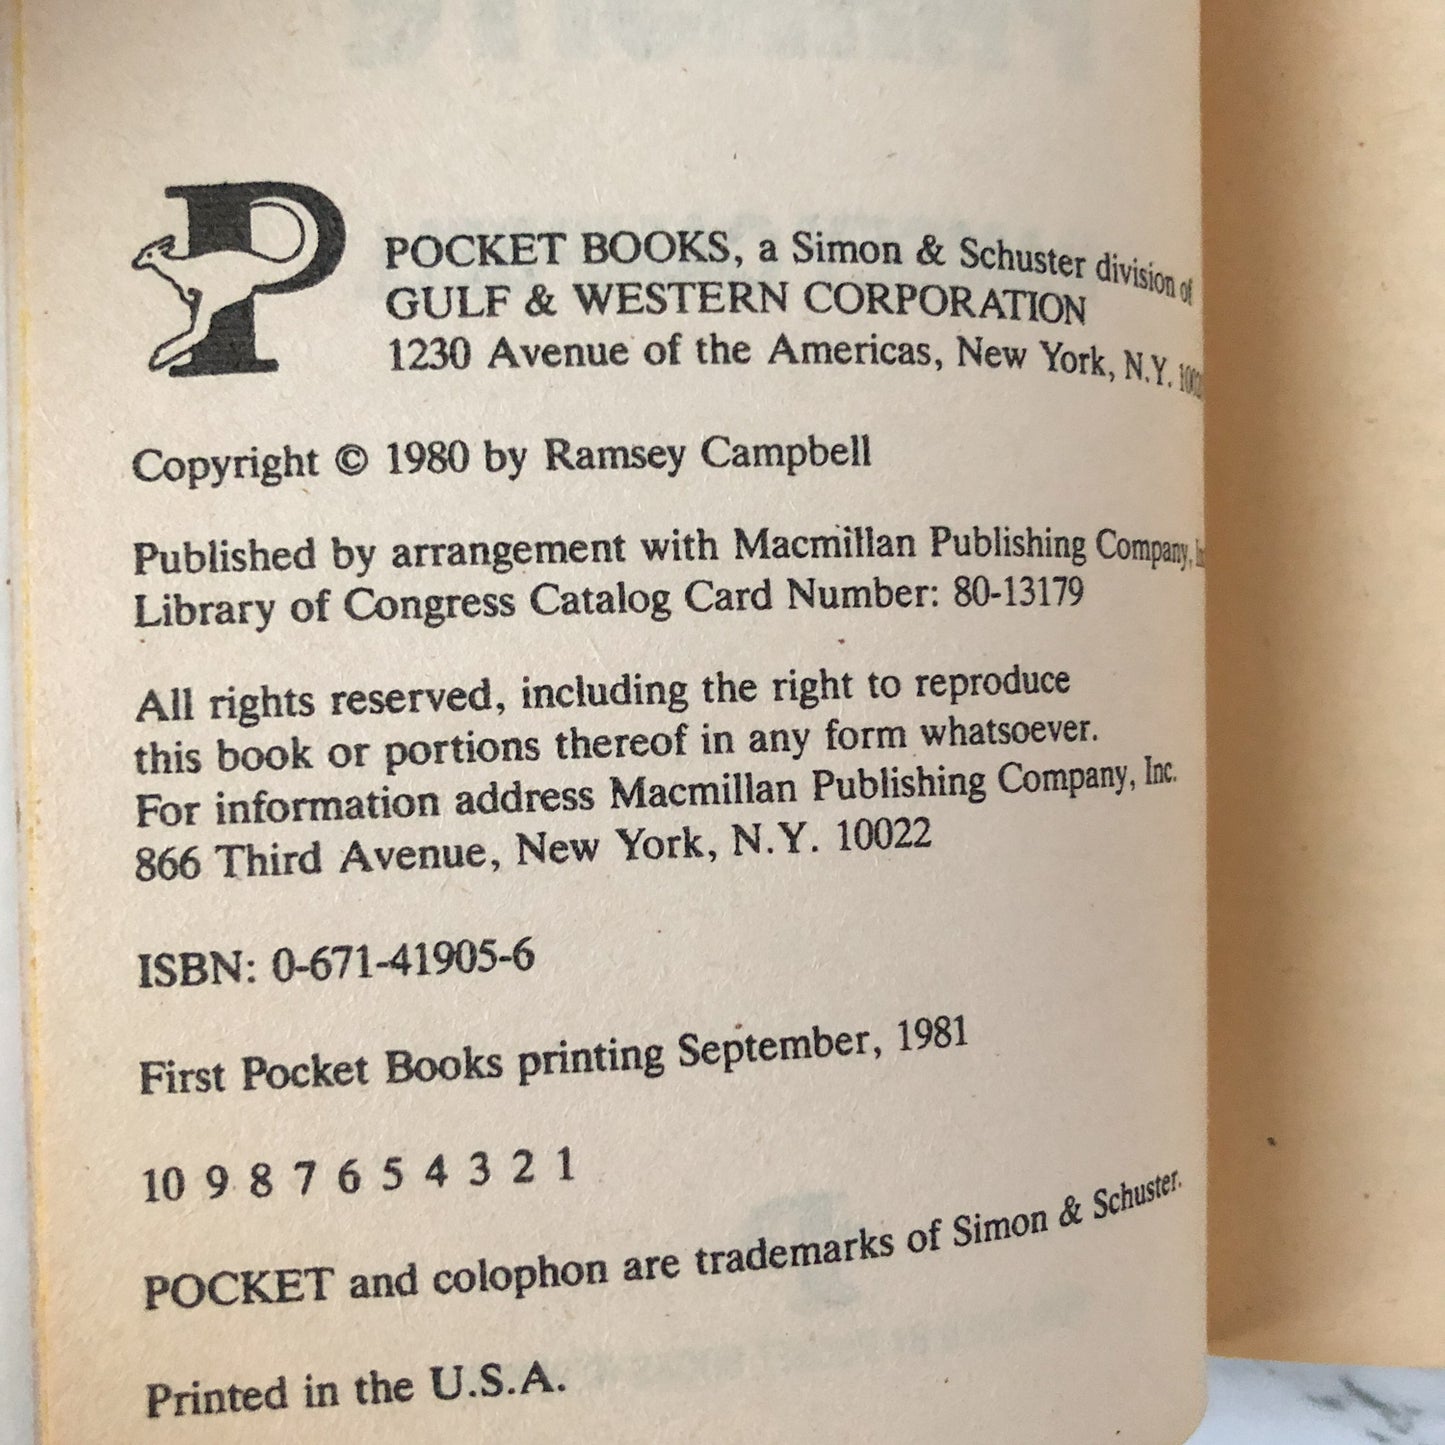 POCKET BOOKS, a Simon & Schuster division of
GULF & WESTERN CORPORATION
1230 Avenue of the Americas, New York, N.Y.
Copyright © 1980 by Ramsey Campbell
Published by arrangement with Macmillan Publishing Company,
Library of Congress Catalog Card Number: 80-13179
All rights reserved, including the right to reproduce
this book or portions thereof in any form whatsoever.
For information address Macmillan Publishing Company, Inc.
866 Third Avenue, New York, N.Y. 10022
ISBN: 0-671-41905-6
First Pocket Books printing September, 1981
10 9 8 7 6 5 4 3 2 1
POCKET and colophon are trademarks of Simon & Schuster.
Printed in the U.S.A.